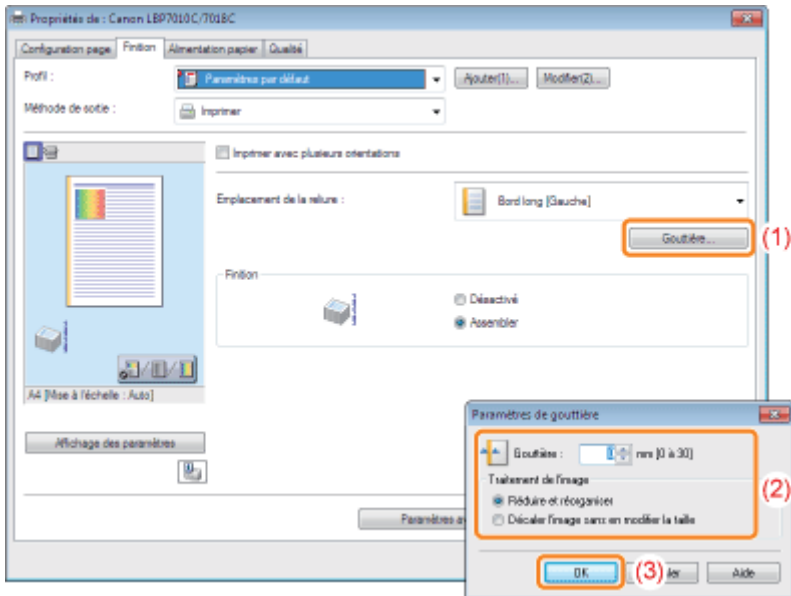 Propriétés de : Canon LBP7010C/7018C
Configuration page Finition Alimentation papier Qualité
Profil : Paramètres par défaut Ajouter(1)... Modifier(2)...
Méthode de sortie : Imprimer
Imprimer avec plusieurs orientations
Emplacement de la reliure : Bord long [Gauche]
Gouttière... (1)
Finition
Désactivé
Assembler
A4 [Mise à l'échelle : Auto]
Affichage des paramètres
Paramètres
Paramètres de gouttière
Gouttière : 0 mm [0 à 30]
Traitement de l'image
(2)
Réduire et réorganiser
Décaler l'image sans en modifier la taille
OK (3) Aide